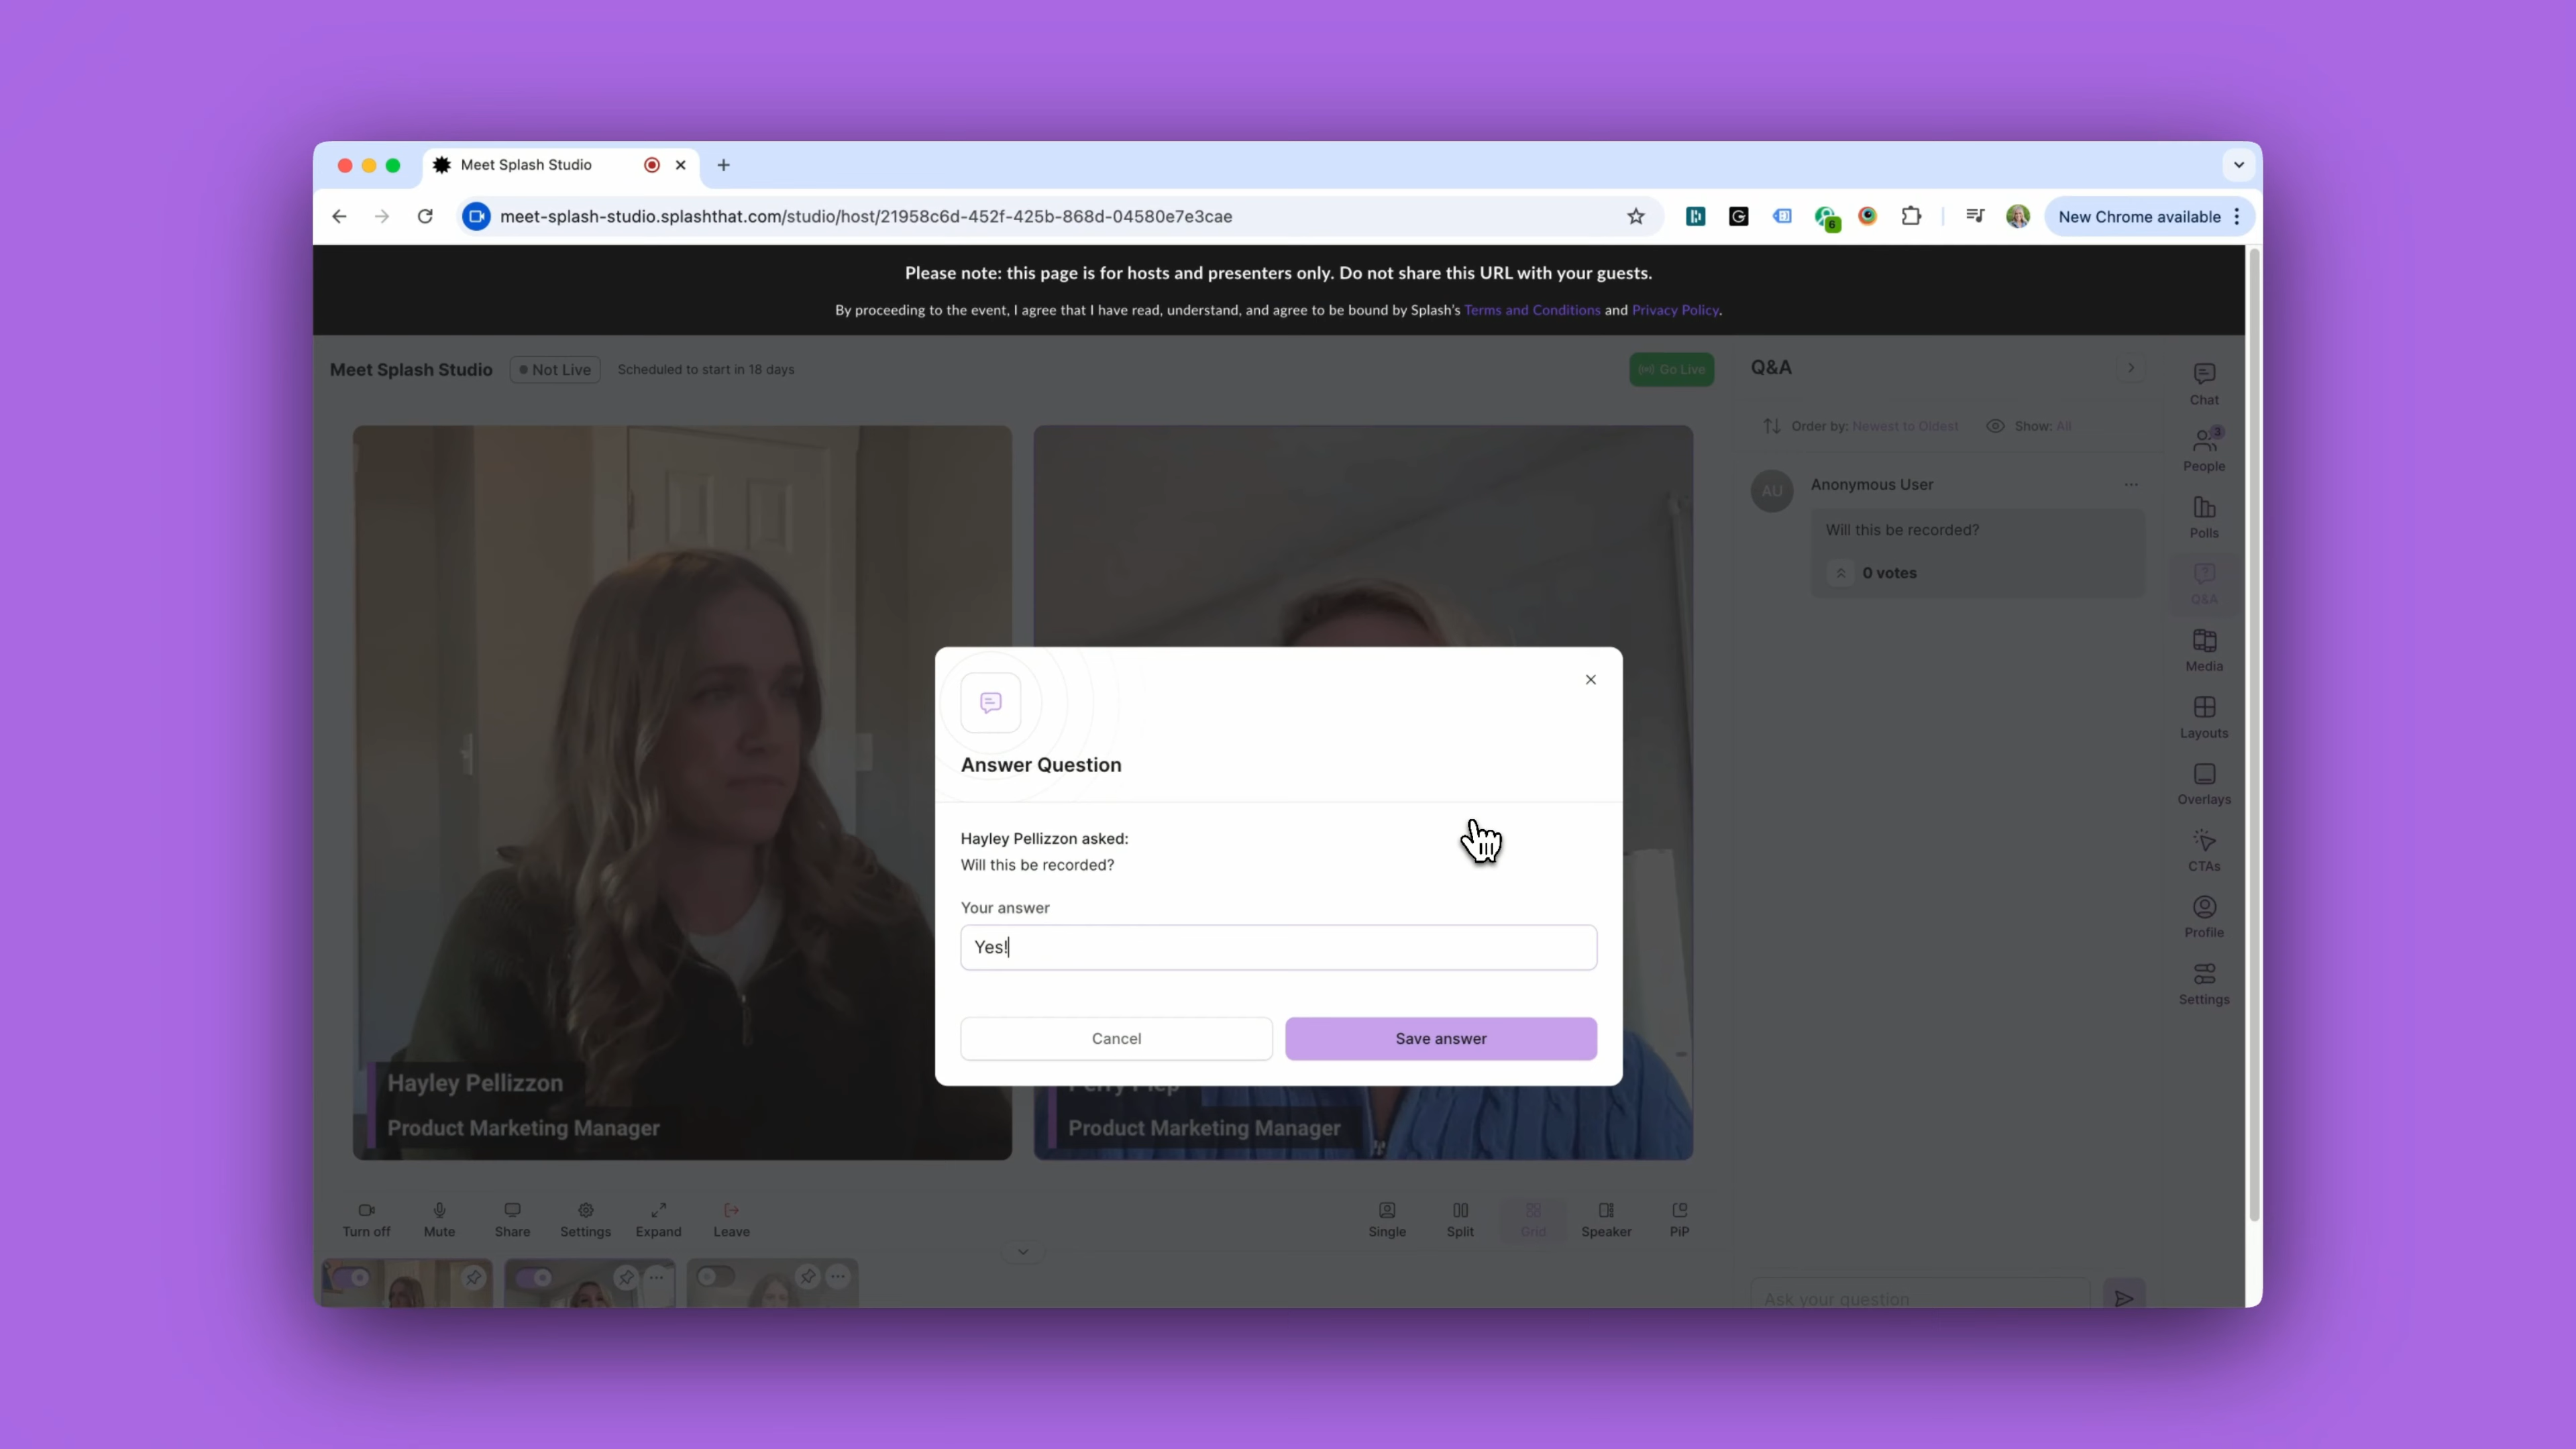 Meet Splash Studio
meet-splash-studio.splashthat.com/studio/host/21958c6d-452f-425b-868d-04580e7e3cae
6
New Chrome available
Please note: this page is for hosts and presenters only. Do not share this URL with your guests.
By proceeding to the event, I agree that I have read, understand, and agree to be bound by Splash's Terms and Conditions and Privacy Policy.
Meet Splash Studio
Not Live
Scheduled to start in 18 days
Go Live
Q&A
Order by: Newest to Oldest
Show: All
AU
Anonymous User
Will this be recorded?
0 votes
Chat
3
People
Polls
Q&A
Media
Layouts
Overlays
CTAs
Profile
Settings
Answer Question
Hayley Pellizzon asked:
Will this be recorded?
Your answer
Yes!
Cancel
Save answer
Hayley Pellizzon
Product Marketing Manager
Product Marketing Manager
Turn off
Mute
Share
Settings
Expand
Leave
Single
Split
Grid
Speaker
PiP
Ask your question